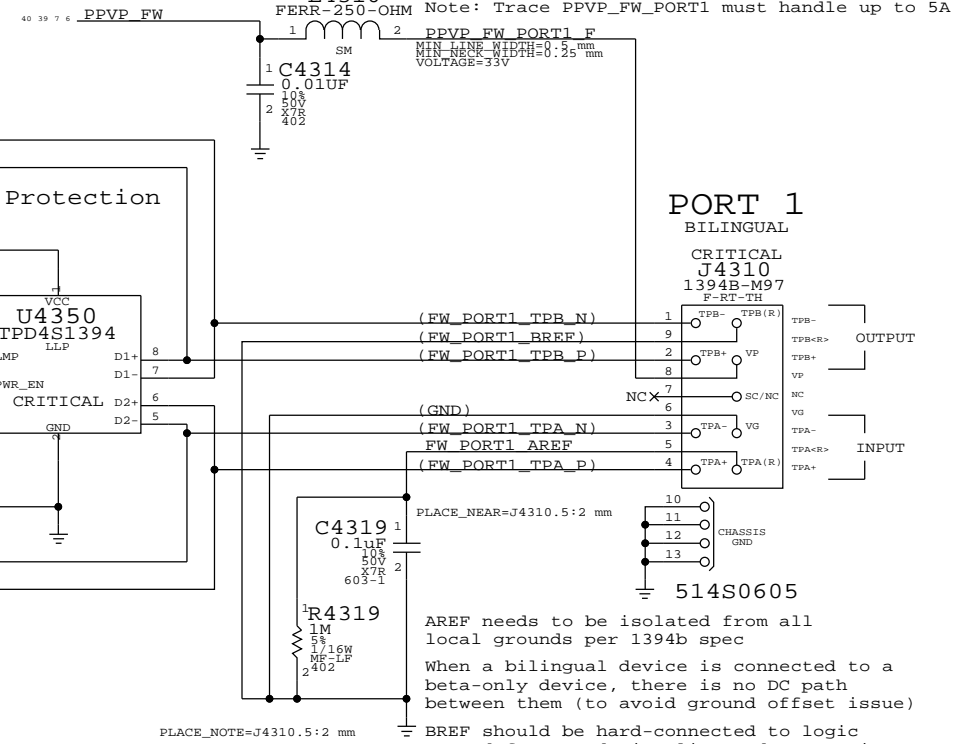 FERR-250-OHM
Note: Trace PPVP_FW_PORT1 must handle up to 5A
40 39 7 6 PPVP_FW
1 2
SM
PPVP_FW_PORT1_F
MIN_LINE_WIDTH=0.5 mm
MIN_NECK_WIDTH=0.25 mm
VOLTAGE=33V
1 C4314
0.01UF
10%
50V
2 X7R
402
Protection
PORT 1
BILINGUAL
CRITICAL
J4310
1394B-M97
F-RT-TH
1
VCC
U4350
TPD4S1394
LLP
LMP
D1+ 8
D1- 7
PWR_EN
CRITICAL D2+ 6
D2- 5
GND
2
(FW_PORT1_TPB_N) 1 TPB- TPB(R) TPB-
(FW_PORT1_BREF) 9 TPB<R>
(FW_PORT1_TPB_P) 2 TPB+ VP TPB+
8 VP
OUTPUT
NC 7 SC/NC NC
(GND) 6 VG
(FW_PORT1_TPA_N) 3 TPA- VG TPA-
FW_PORT1_AREF 5 TPA<R>
(FW_PORT1_TPA_P) 4 TPA+ TPA(R) TPA+
INPUT
PLACE_NEAR=J4310.5:2 mm
C4319 1
0.1uF
10%
50V
X7R 2
603-1
10
11
12
13
CHASSIS
GND
514S0605
1 R4319
1M
5%
1/16W
MF-LF
2 402
AREF needs to be isolated from all
local grounds per 1394b spec
When a bilingual device is connected to a
beta-only device, there is no DC path
between them (to avoid ground offset issue)
PLACE_NOTE=J4310.5:2 mm
BREF should be hard-connected to logic